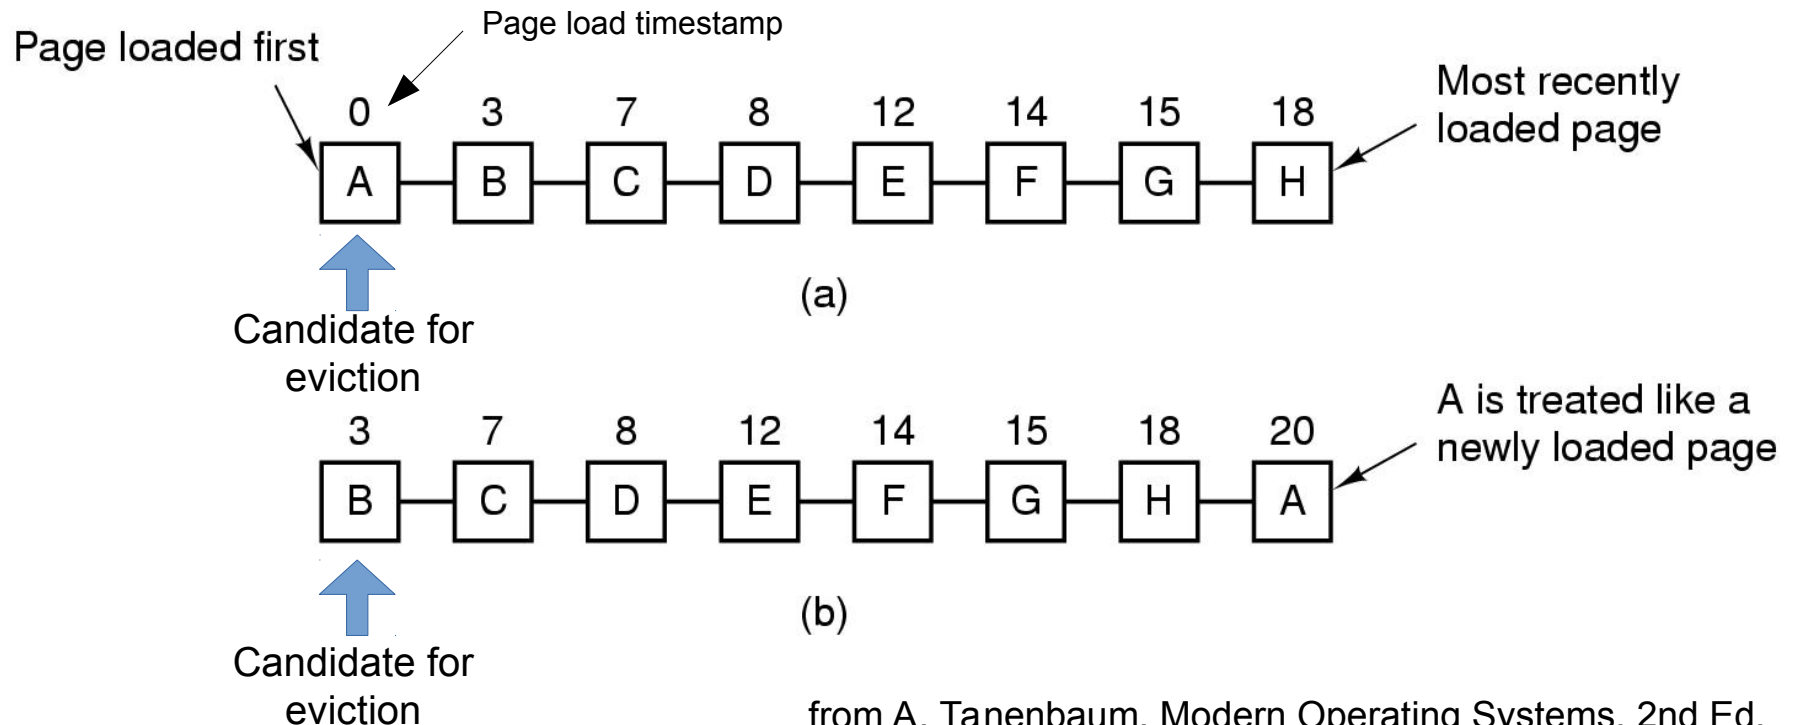 Page load timestamp
Page loaded first
Most recently
loaded page
0 3 7 8 12 14 15 18
A B C D E F G H
(a)
Candidate for
eviction
A is treated like a
newly loaded page
3 7 8 12 14 15 18 20
B C D E F G H A
(b)
Candidate for
eviction
from A. Tanenbaum, Modern Operating Systems, 2nd Ed.